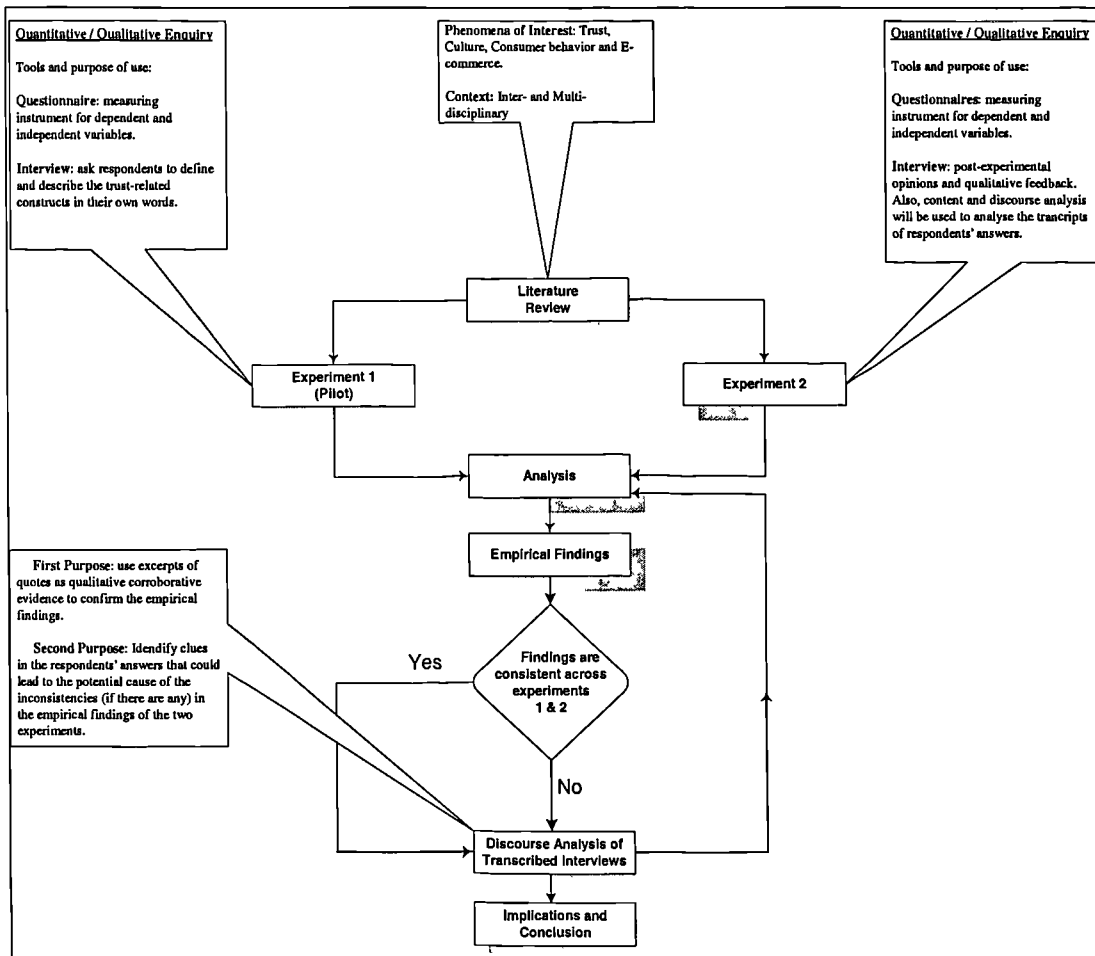 Quantitative / Qualitative Enquiry
Tools and purpose of use:
Questionnaire: measuring
instrument for dependent and
independent variables.
Interview: ask respondents to define
and describe the trust-related
constructs in their own words.
Phenomena of Interest: Trust,
Culture, Consumer behavior and E-
commerce.
Context: Inter- and Multi-
disciplinary
Quantitative / Qualitative Enquiry
Tools and purpose of use:
Questionnaires: measuring
instrument for dependent and
independent variables.
Interview: post-experimental
opinions and qualitative feedback.
Also, content and discourse analysis
will be used to analyse the trancripts
of respondents' answers.
Literature
Review
Experiment 1
(Pilot)
Experiment 2
Analysis
Empirical Findings
First Purpose: use excerpts of
quotes as qualitative corroborative
evidence to confirm the empirical
findings.
Second Purpose: Identify clues
in the respondents' answers that could
lead to the potential cause of the
inconsistencies (if there are any) in
the empirical findings of the two
experiments.
Yes
Findings are
consistent across
experiments
1 & 2
No
Discourse Analysis of
Transcribed Interviews
Implications and
Conclusion